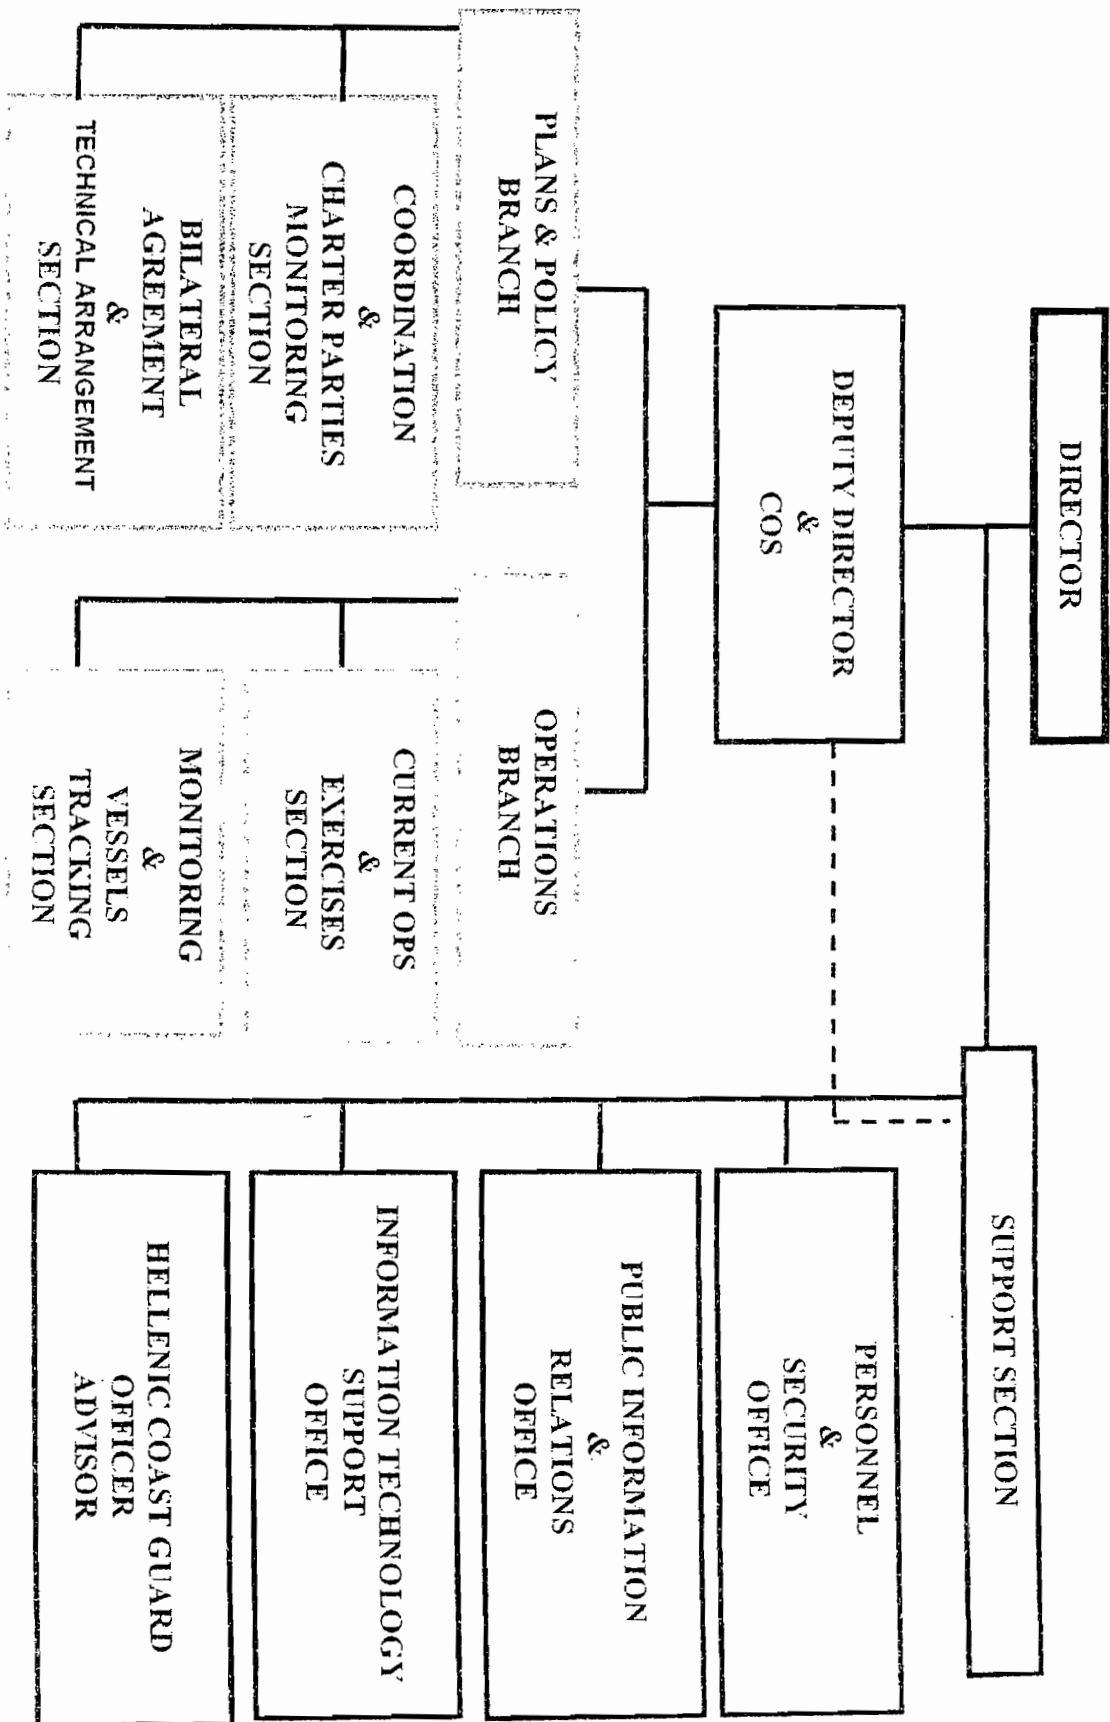 DIRECTOR
DEPUTY DIRECTOR
&
COS
SUPPORT SECTION
PLANS & POLICY
BRANCH
OPERATIONS
BRANCH
COORDINATION
&
CHARTER PARTIES
MONITORING
SECTION
BILATERAL
AGREEMENT
&
TECHNICAL ARRANGEMENT
SECTION
CURRENT OPS
&
EXERCISES
SECTION
MONITORING
&
VESSELS
TRACKING
SECTION
PERSONNEL
&
SECURITY
OFFICE
PUBLIC INFORMATION
&
RELATIONS
OFFICE
INFORMATION TECHNOLOGY
SUPPORT
OFFICE
HELLENIC COAST GUARD
OFFICER
ADVISOR